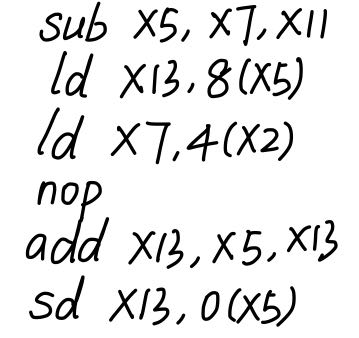 sub X5, X7, X11
ld X13, 8(X5)
ld X7, 4(X2)
nop
add X13, X5, X13
sd X13, 0(X5)